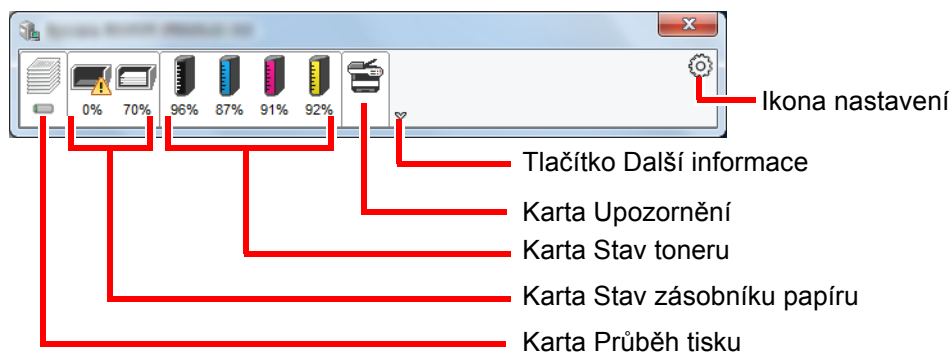 0% 70% 96% 87% 91% 92%
Ikona nastavení
Tlačítko Další informace
Karta Upozornění
Karta Stav toneru
Karta Stav zásobníku papíru
Karta Průběh tisku